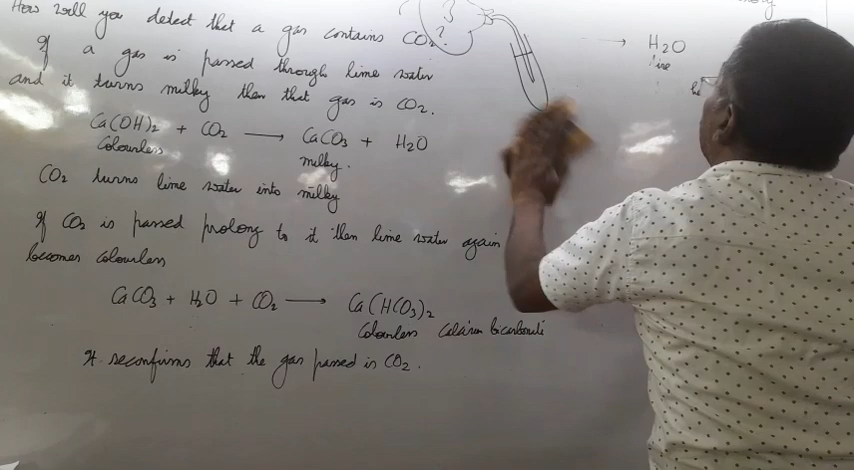 How will you detect that a gas contains CO2?
If a gas is passed through lime water
and it turns milky then that gas is CO2.
Ca(OH)2 + CO2 → CaCO3 + H2O
Colourless milky.
CO2 turns lime water into milky
If CO2 is passed prolong to it then lime water again
becomes colourless
CaCO3 + H2O + CO2 → Ca(HCO3)2
Colourless Calcium bicarbonate
It reconfirms that the gas passed is CO2.
→ H2O